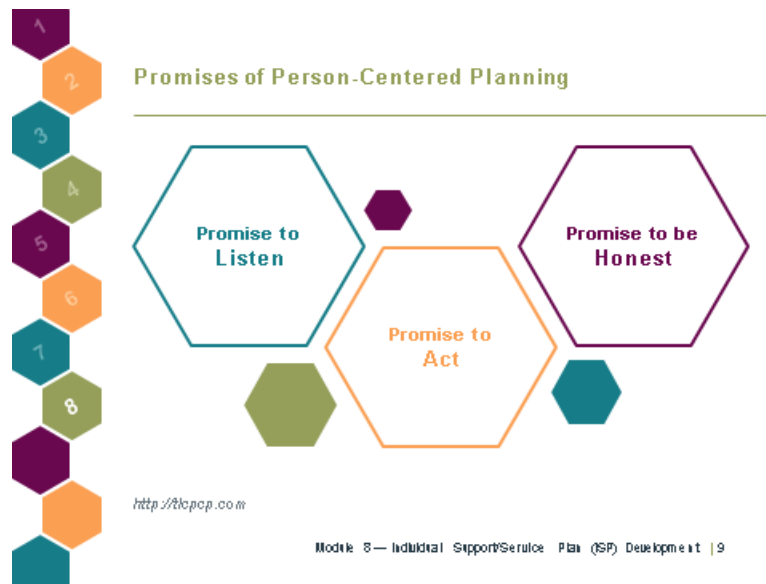 1
2
3
4
5
6
7
8
Promises of Person-Centered Planning
Promise to
Listen
Promise to
Act
Promise to be
Honest
http://tlcpcp.com
Module 8— Individual Support/Service Plan (ISP) Development | 9